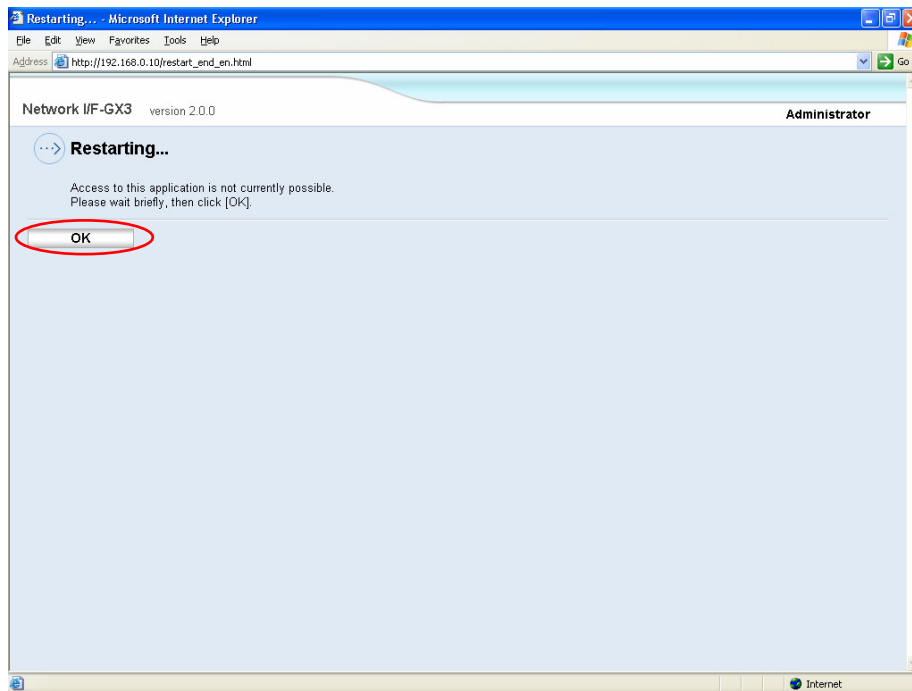 Restarting... - Microsoft Internet Explorer
File Edit View Favorites Tools Help
Address http://192.168.0.10/restart_end_en.html Go
Network I/F-GX3 version 2.0.0
Administrator
Restarting...
Access to this application is not currently possible.
Please wait briefly, then click [OK].
OK
Internet